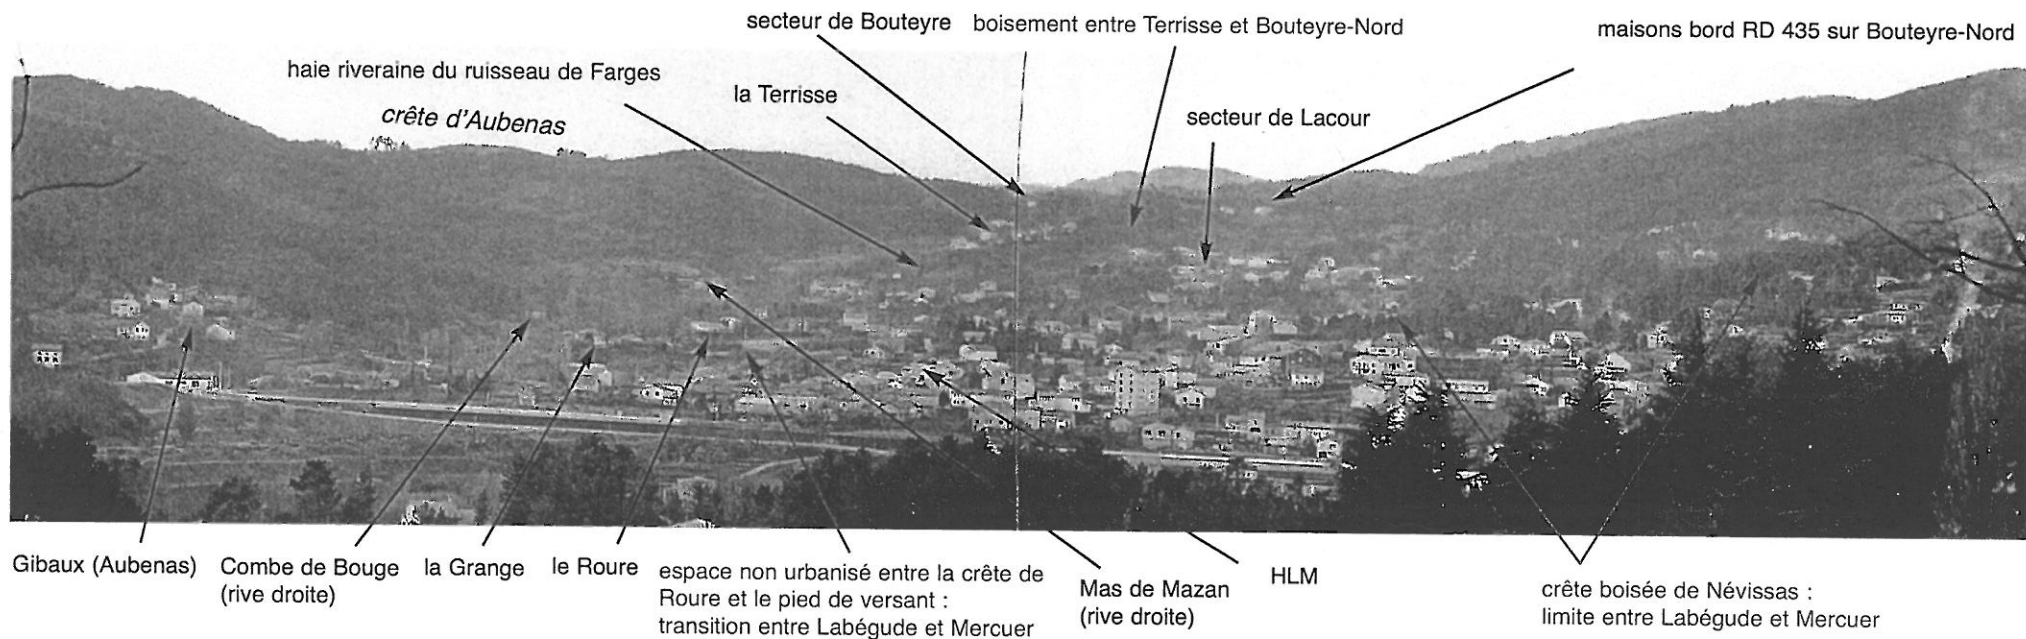 secteur de Bouteyre
boisement entre Terrisse et Bouteyre-Nord
maisons bord RD 435 sur Bouteyre-Nord
haie riveraine du ruisseau de Farges
la Terrisse
crête d'Aubenas
secteur de Lacour
Gibaux (Aubenas)
Combe de Bouge
(rive droite)
la Grange
le Roure
espace non urbanisé entre la crête de
Roure et le pied de versant :
transition entre Labégude et Mercuer
Mas de Mazan
(rive droite)
HLM
crête boisée de Névissas :
limite entre Labégude et Mercuer